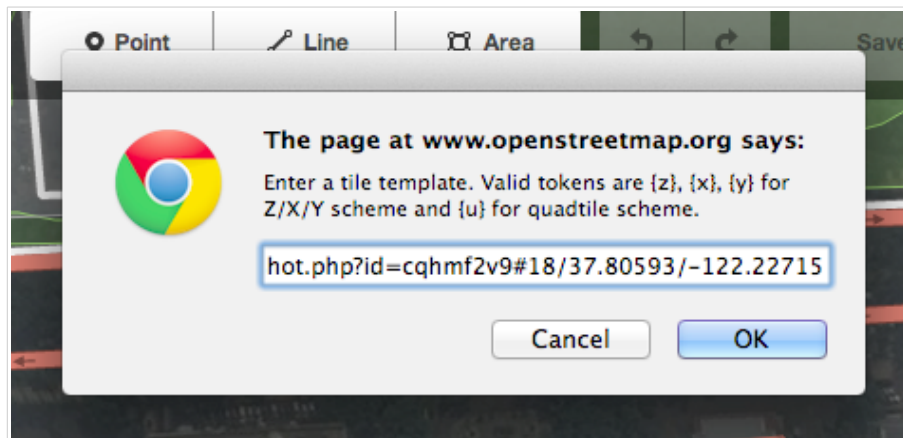 Point Line Area Save
The page at www.openstreetmap.org says:
Enter a tile template. Valid tokens are {z}, {x}, {y} for
Z/X/Y scheme and {u} for quadtile scheme.
hot.php?id=cqhmf2v9#18/37.80593/-122.22715
Cancel OK